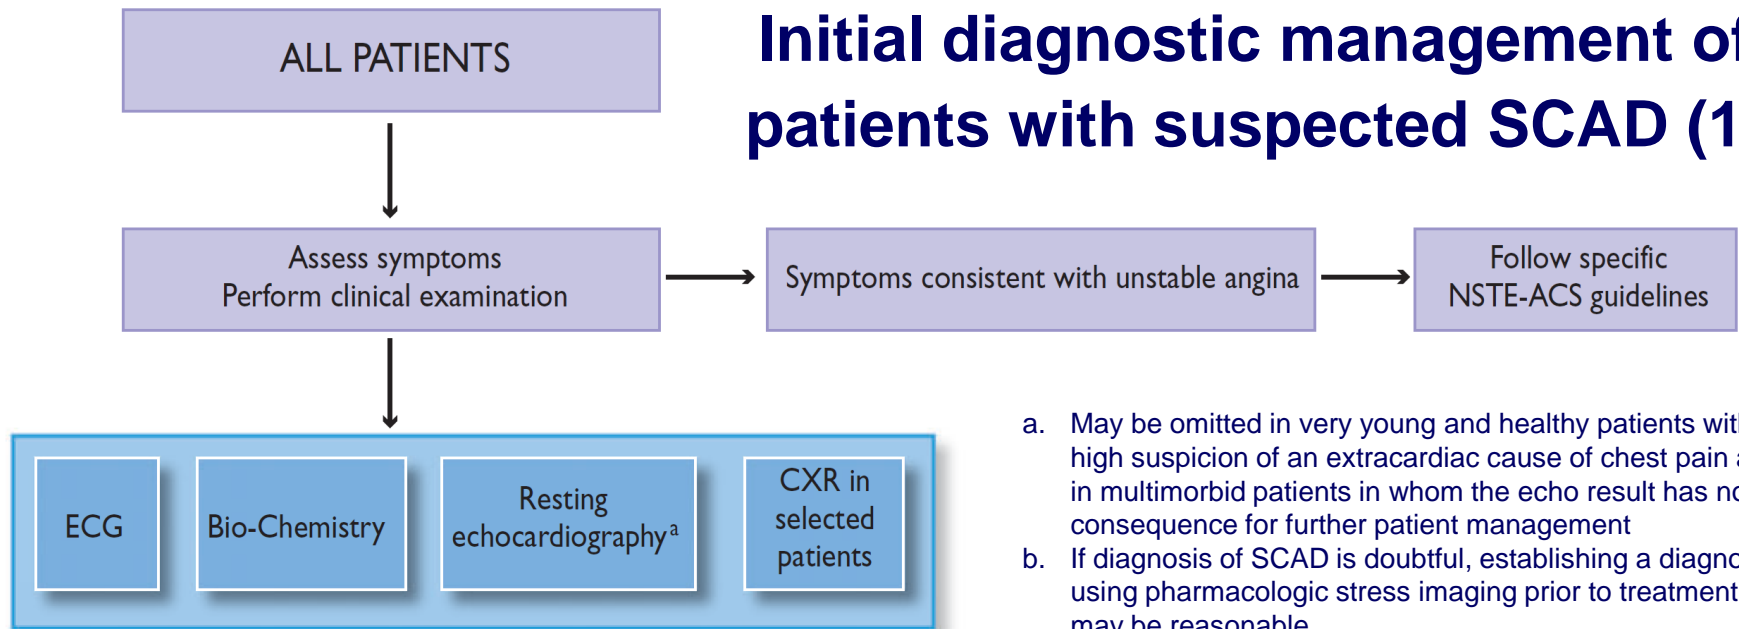 Initial diagnostic management of
patients with suspected SCAD (1
ALL PATIENTS
Assess symptoms
Perform clinical examination
Symptoms consistent with unstable angina
Follow specific
NSTE-ACS guidelines
ECG
Bio-Chemistry
Resting
echocardiographyª
CXR in
selected
patients
a. May be omitted in very young and healthy patients with
high suspicion of an extracardiac cause of chest pain
in multimorbid patients in whom the echo result has no
consequence for further patient management
b. If diagnosis of SCAD is doubtful, establishing a
using pharmacologic stress imaging prior to treatment
may be reasonable